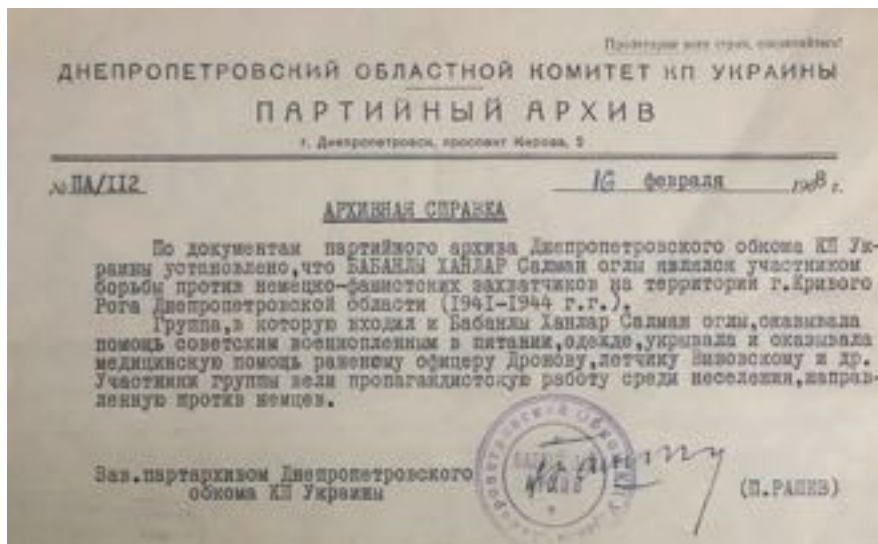 Пролетарии всех стран, соединяйтесь!
ДНЕПРОПЕТРОВСКИЙ ОБЛАСТНОЙ КОМИТЕТ КП УКРАИНЫ
ПАРТИЙНЫЙ АРХИВ
г. Днепропетровск, проспект Кирова, 2
№ ПА/112
16 февраля 1968 г.
АРХИВНАЯ СПРАВКА
По документам партийного архива Днепропетровского обкома КП Ук-
раины установлено,что БАБАНЛЫ ХАНЛАР Салман оглы являлся участником
борьбы против немецко-фашистских захватчиков на территории г.Кривого
Рога Днепропетровской области (1941-1944 г.г.).
Группа,в которую входил и Бабанлы Ханлар Салман оглы,оказывала
помощь советским военнопленным в питании,одежде,укрывала и оказывала
медицинскую помощь раненому офицеру Дронову,летчику и др.
Участники группы вели пропагандистскую работу среди населения,направ-
ленную против немцев.
Зав.партархивом Днепропетровского
обкома КП Украины